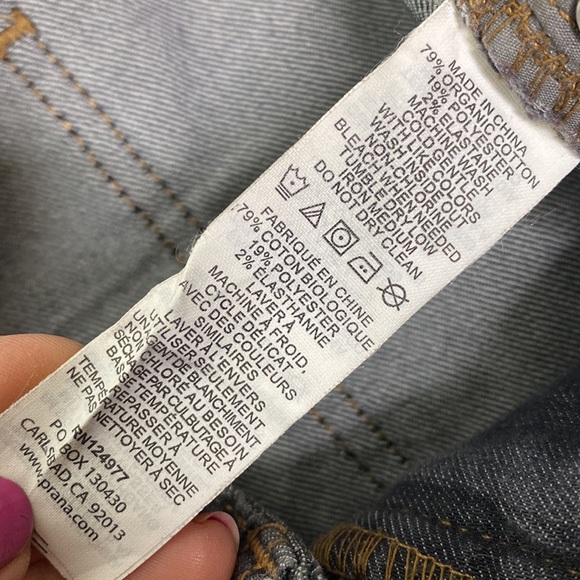 MADE IN CHINA
79% ORGANIC COTTON
19% POLYESTER
2% ELASTANE
MACHINE WASH
COLD GENTLE
WITH LIKE COLORS
WASH INSIDE OUT
NON-CHLORINE
BLEACH WHEN NEEDED
TUMBLE DRY LOW
IRON MEDIUM
DO NOT DRY CLEAN
FABRIQUÉ EN CHINE
79% COTON BIOLOGIQUE
19% POLYESTER
2% ÉLASTHANNE
LAVER À
MACHINE À FROID.
CYCLE DÉLICAT
AVEC DES COULEURS
SIMILAIRES
LAVER À L'ENVERS
UTILISER SEULEMENT
UN AGENT DE BLANCHIMENT
NON CHLORÉ AU BESOIN
SÉCHER PAR CULBUTAGE À
BASSE TEMPÉRATURE
REPASSER À
TEMPÉRATURE MOYENNE
NE PAS NETTOYER À SEC
RN124977
PO BOX 130430
CARLSBAD, CA 92013
www.prana.com